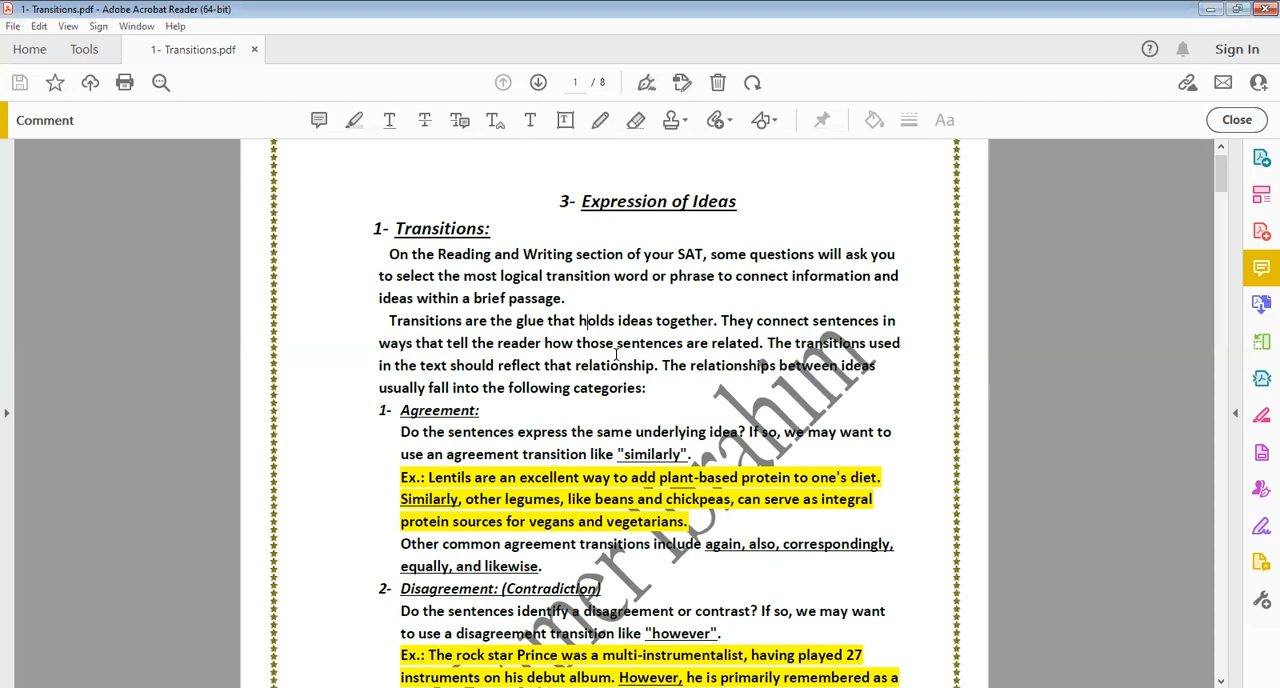 1- Transitions.pdf - Adobe Acrobat Reader (64-bit)
File Edit View Sign Window Help
Home Tools 1- Transitions.pdf × Sign In
1 / 8
Comment Aa Close
3- Expression of Ideas
1- Transitions:
On the Reading and Writing section of your SAT, some questions will ask you
to select the most logical transition word or phrase to connect information and
ideas within a brief passage.
Transitions are the glue that holds ideas together. They connect sentences in
ways that tell the reader how those sentences are related. The transitions used
in the text should reflect that relationship. The relationships between ideas
usually fall into the following categories:
1- Agreement:
Do the sentences express the same underlying idea? If so, we may want to
use an agreement transition like "similarly".
Ex.: Lentils are an excellent way to add plant-based protein to one's diet.
Similarly, other legumes, like beans and chickpeas, can serve as integral
protein sources for vegans and vegetarians.
Other common agreement transitions include again, also, correspondingly,
equally, and likewise.
2- Disagreement: (Contradiction)
Do the sentences identify a disagreement or contrast? If so, we may want
to use a disagreement transition like "however".
Ex.: The rock star Prince was a multi-instrumentalist, having played 27
instruments on his debut album. However, he is primarily remembered as a